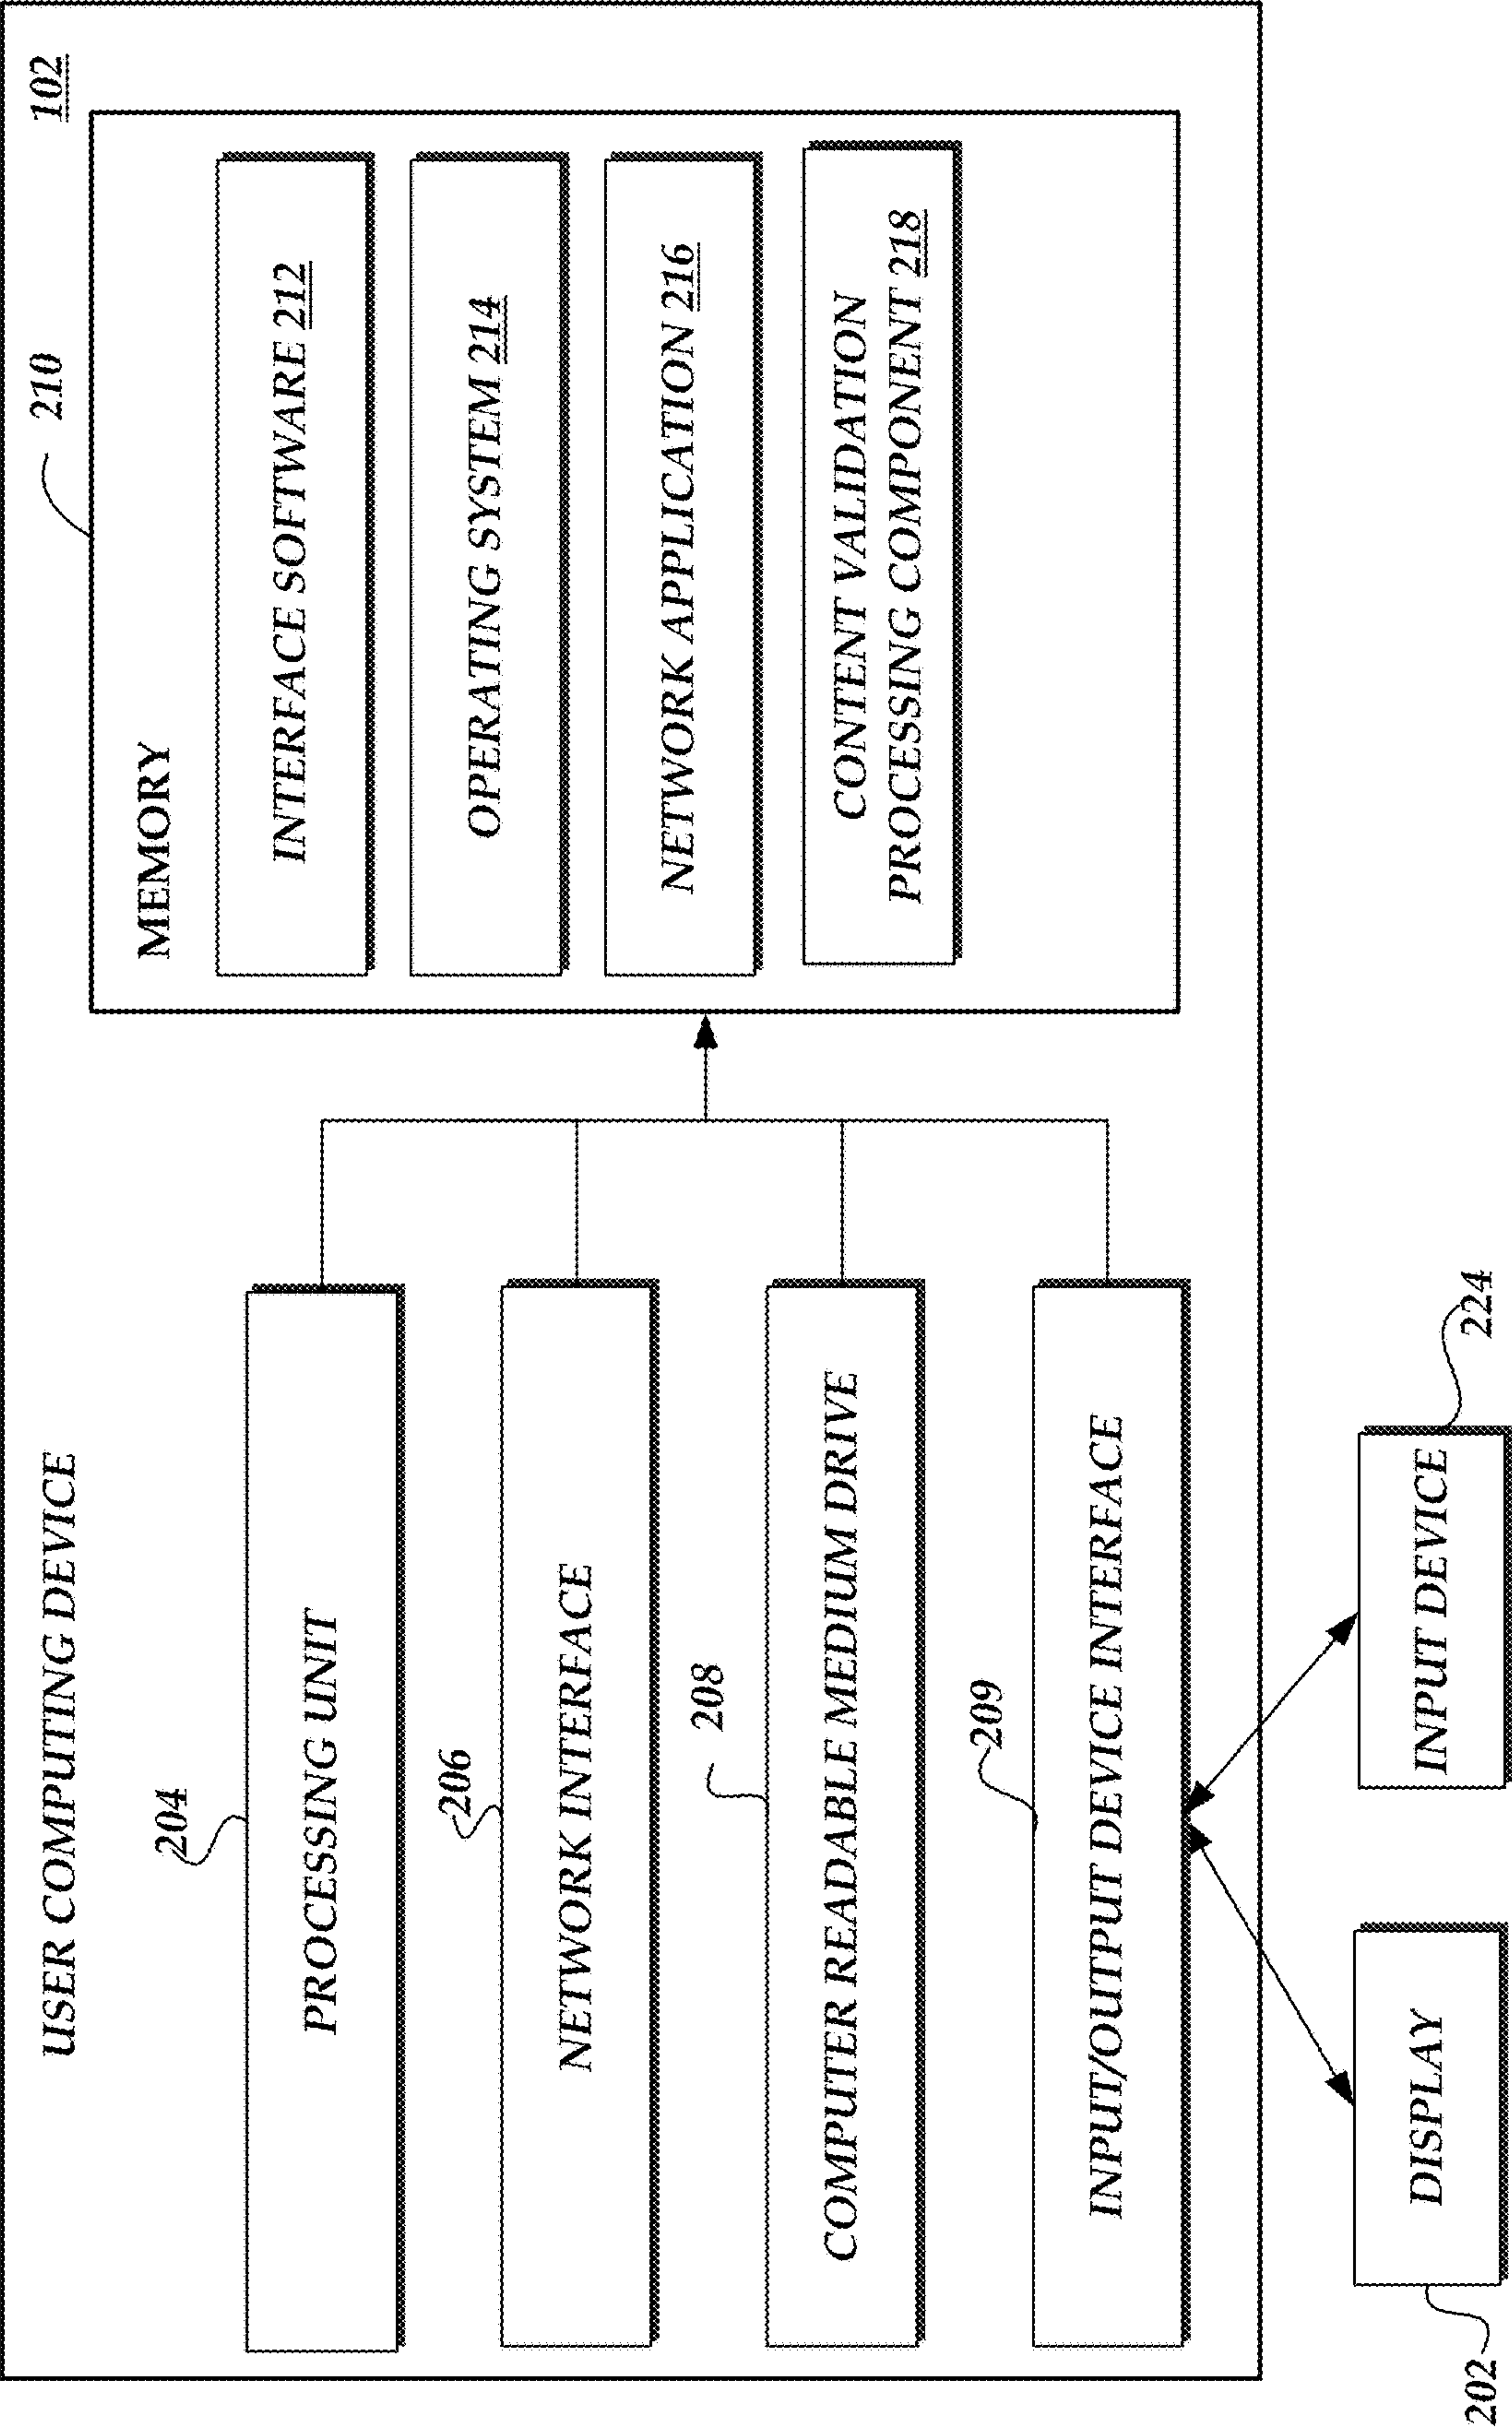 USER COMPUTING DEVICE
102
204
PROCESSING UNIT
206
NETWORK INTERFACE
208
COMPUTER READABLE MEDIUM DRIVE
209
INPUT/OUTPUT DEVICE INTERFACE
210
MEMORY
INTERFACE SOFTWARE 212
OPERATING SYSTEM 214
NETWORK APPLICATION 216
CONTENT VALIDATION
PROCESSING COMPONENT 218
202
DISPLAY
INPUT DEVICE
224